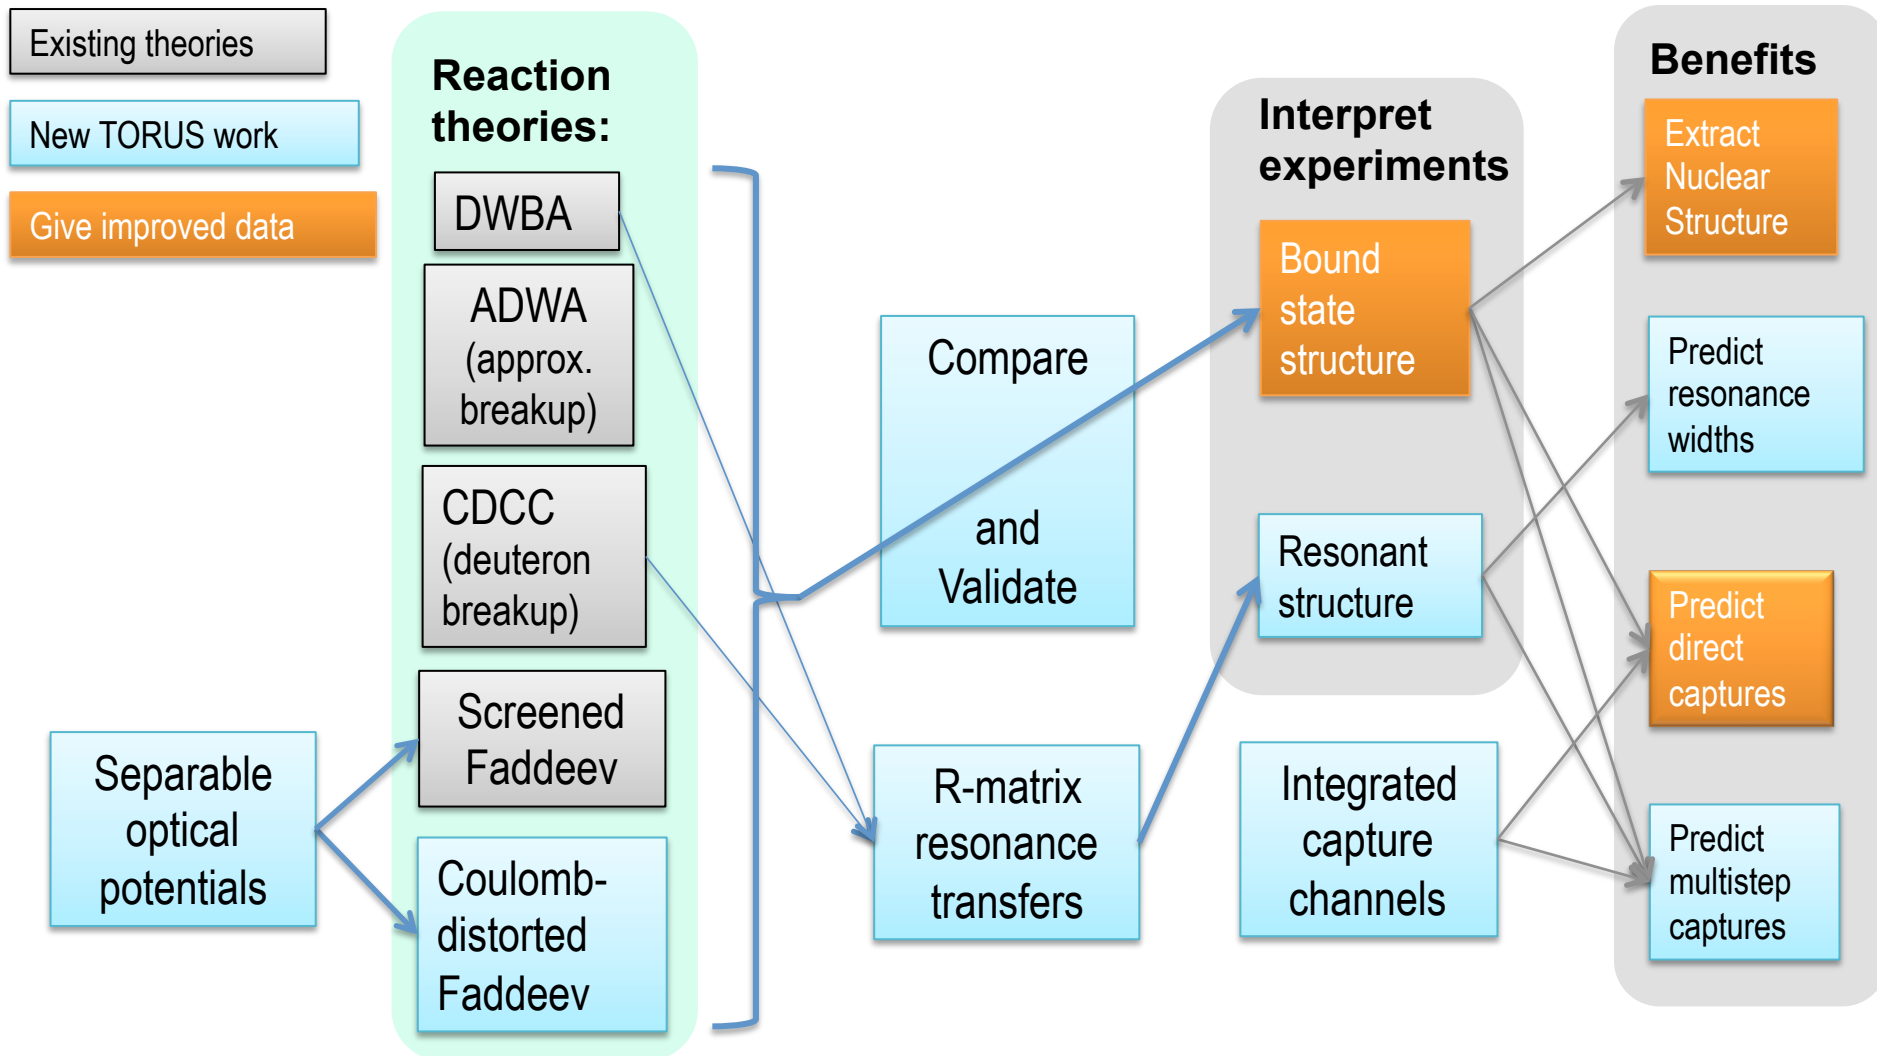 Existing theories
New TORUS work
Give improved data
Reaction
theories:
DWBA
ADWA
(approx.
breakup)
CDCC
(deuteron
breakup)
Screened
Faddeev
Coulomb-
distorted
Faddeev
Separable
optical
potentials
Compare
and
Validate
R-matrix
resonance
transfers
Interpret
experiments
Bound
state
structure
Resonant
structure
Integrated
capture
channels
Benefits
Extract
Nuclear
Structure
Predict
resonance
widths
Predict
direct
captures
Predict
multistep
captures